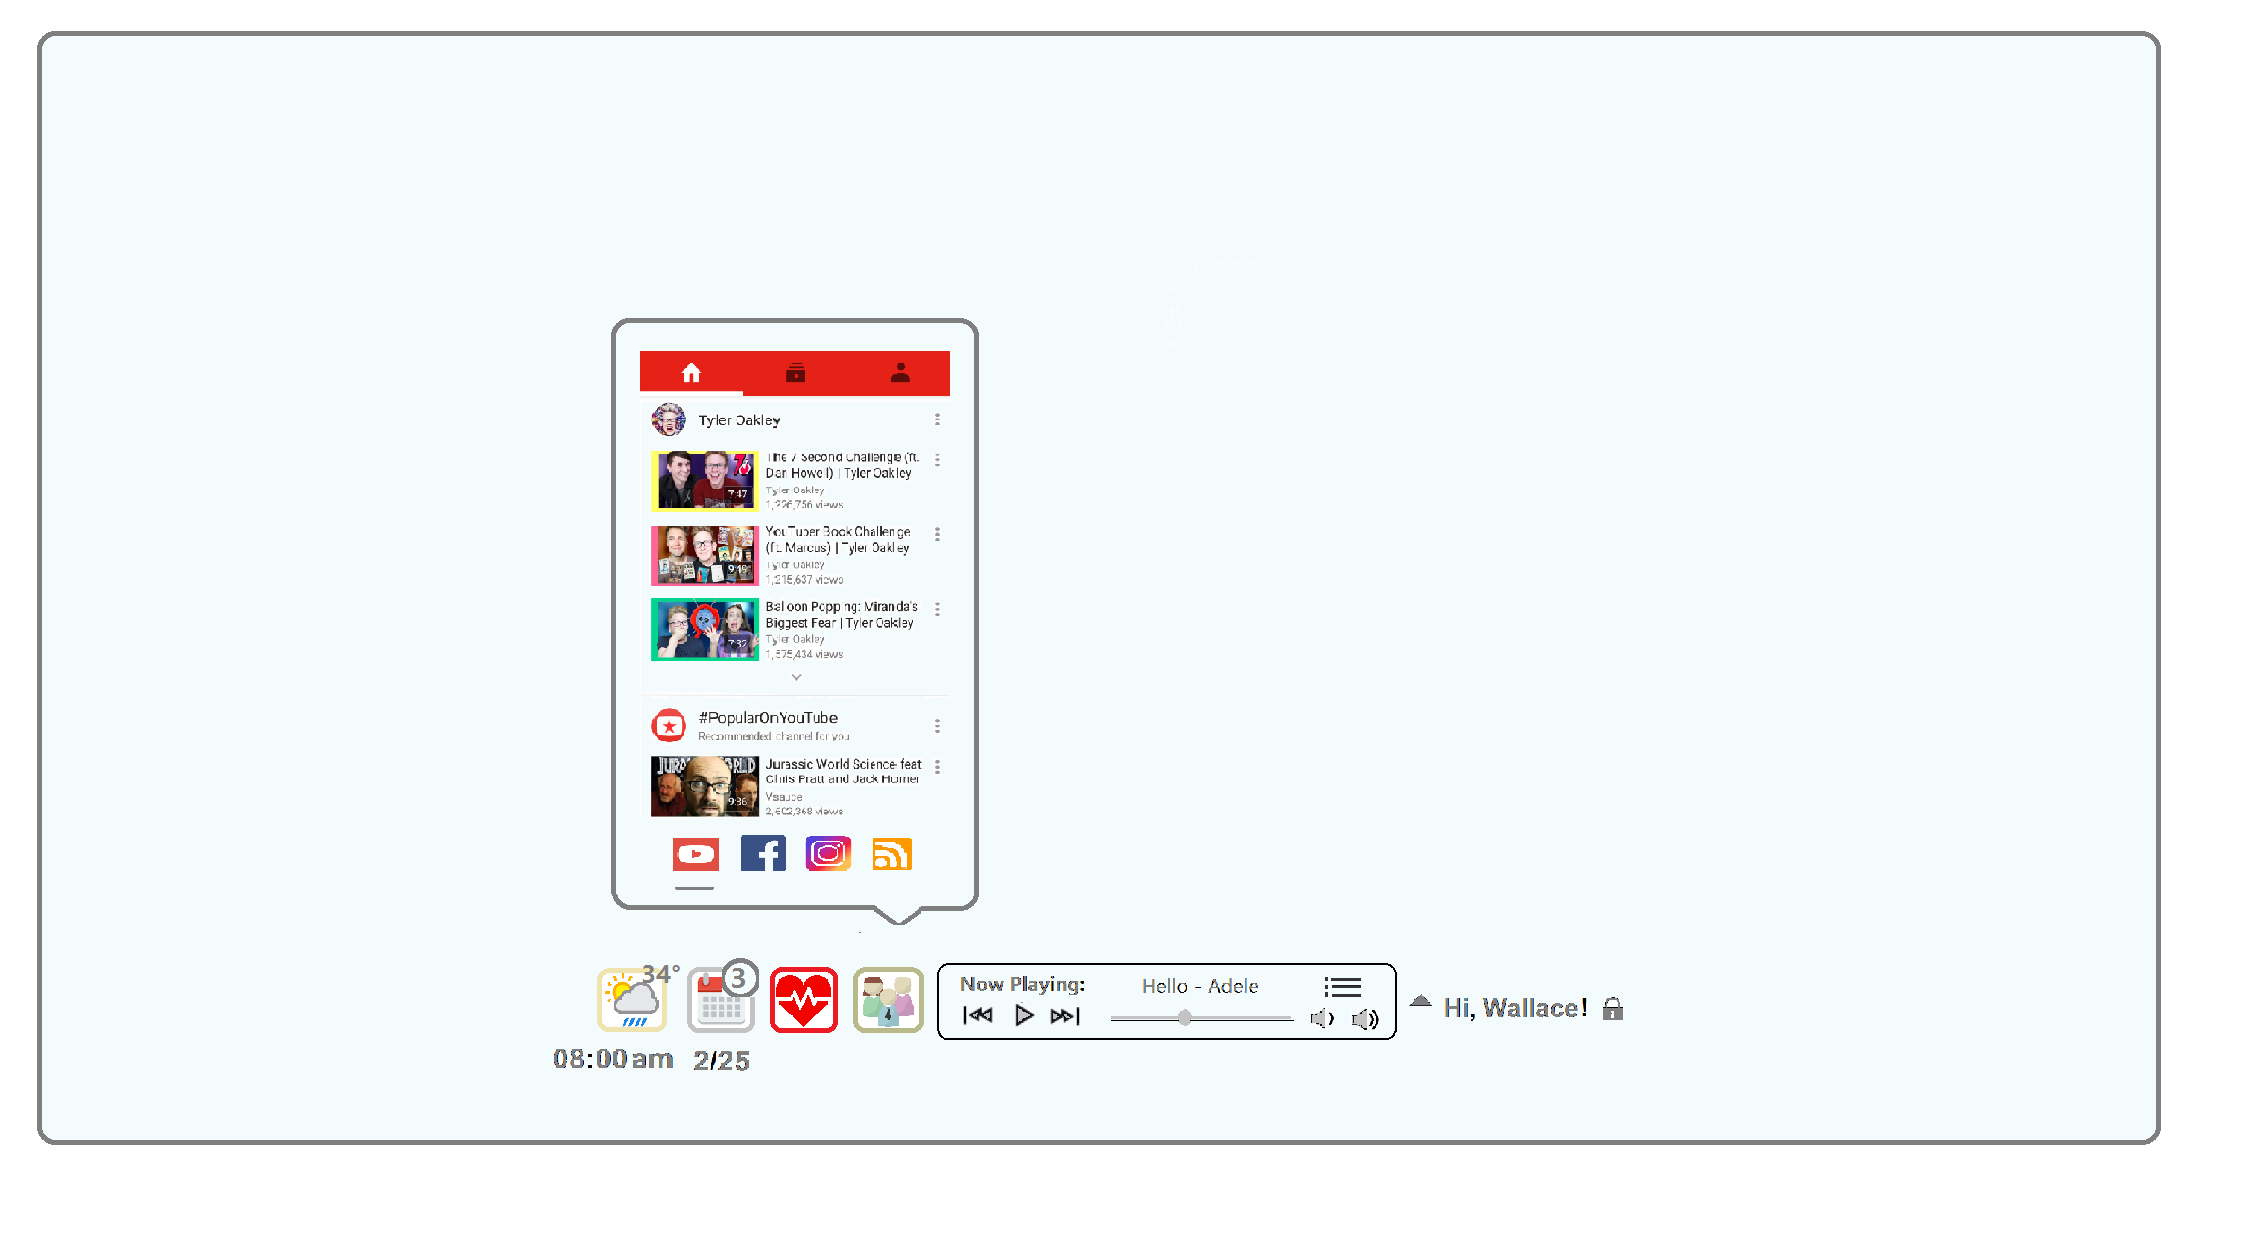 Tyler Oakley
The 7 Second Challenge (ft.
Dan Howell) | Tyler Oakley
Tyler Oakley
1,226,756 views
7:47
YouTuber Book Challenge
(ft. Marcus) | Tyler Oakley
Tyler Oakley
1,215,637 views
9:19
Balloon Popping: Miranda's
Biggest Fear | Tyler Oakley
Tyler Oakley
1,575,434 views
7:32
#PopularOnYouTube
Recommended channel for you
Jurassic World Science feat
Chris Pratt and Jack Horner
Vsauce
2,602,368 views
9:36
34°
3
4
Now Playing:
Hello - Adele
Hi, Wallace!
08:00am
2/25